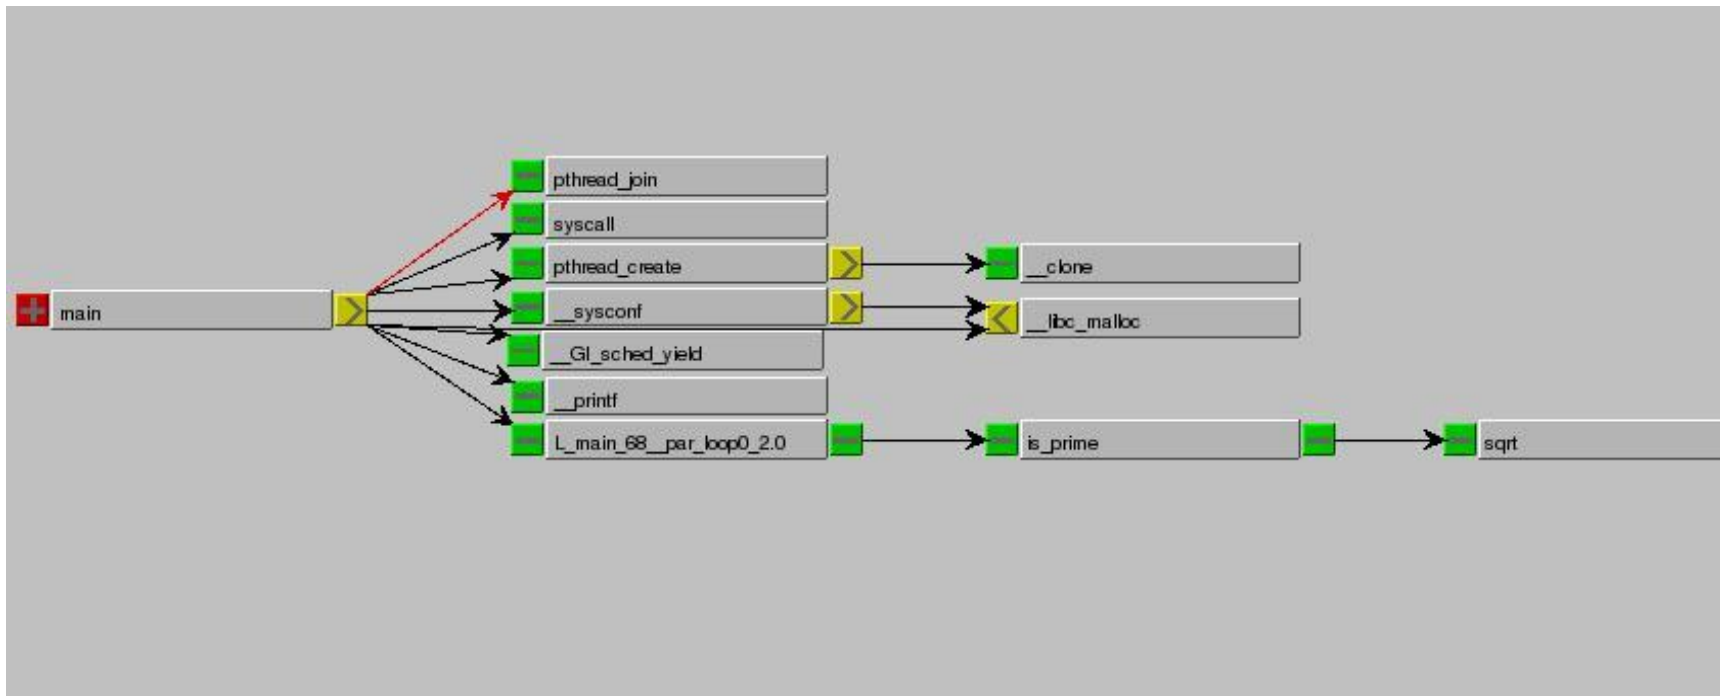 pthread_join
syscall
pthread_create
__clone
main
__sysconf
__libc_malloc
__GI_sched_yield
__printf
L_main_68__par_loop0_2.0
is_prime
sqrt